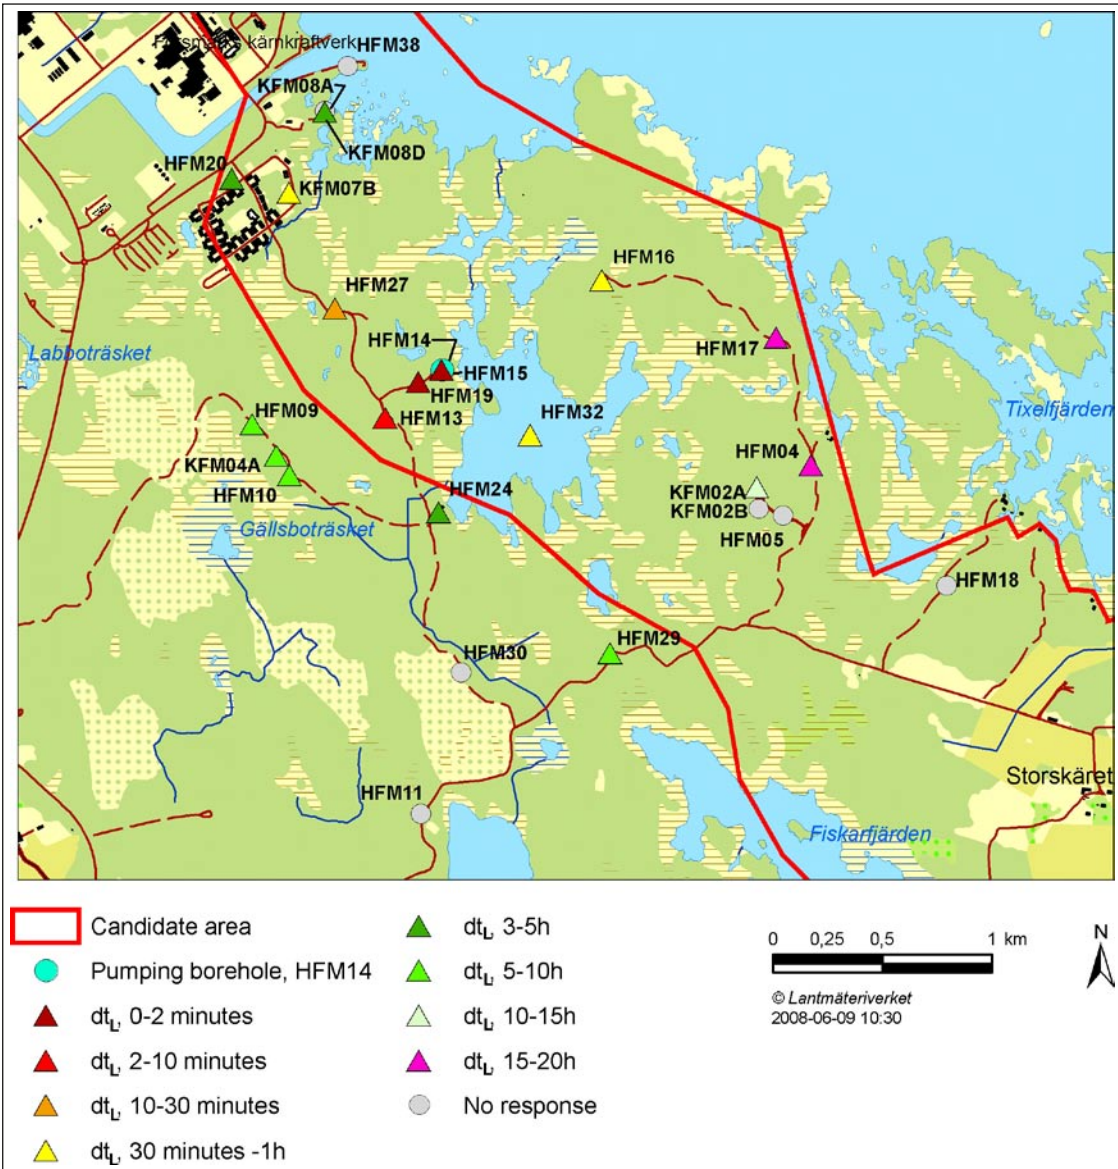 Forsmarks kärnkraftverk
HFM38
KFM08A
KFM08D
HFM20
KFM07B
HFM16
HFM27
HFM14
HFM17
Labboträsket
HFM15
HFM19
HFM09
HFM13
HFM32
Tixelfjärden
KFM04A
HFM04
HFM10
HFM24
KFM02A
KFM02B
Gällsboträsket
HFM05
HFM18
HFM29
HFM30
Storskäret
HFM11
Fiskarfjärden
Candidate area
Pumping borehole, HFM14
dtL, 0-2 minutes
dtL, 2-10 minutes
dtL, 10-30 minutes
dtL, 30 minutes -1h
dtL, 3-5h
dtL, 5-10h
dtL, 10-15h
dtL, 15-20h
No response
0 0,25 0,5 1 km
© Lantmäteriverket
2008-06-09 10:30
N